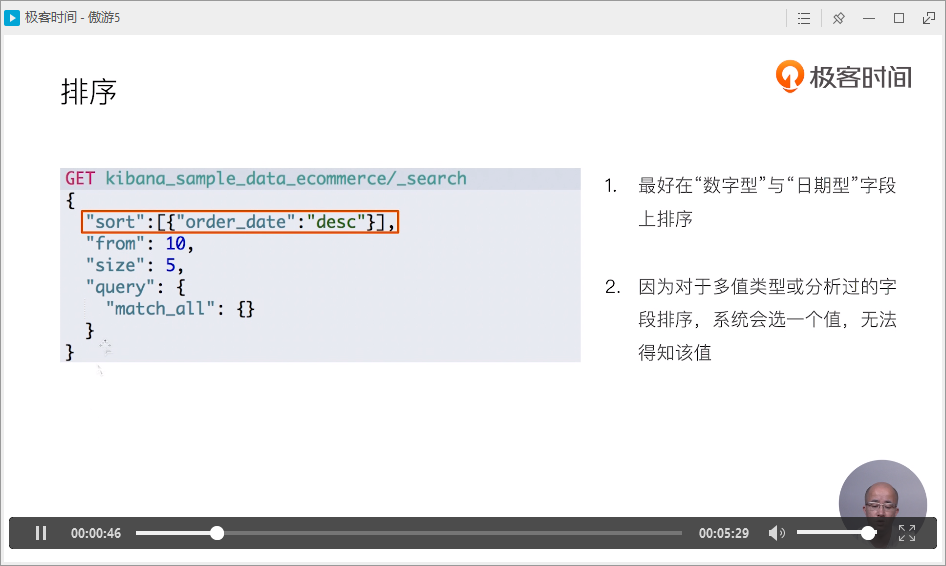 极客时间 - 傲游5
极客时间
排序
GET kibana_sample_data_ecommerce/_search
{
"sort":[{"order_date":"desc"}],
"from": 10,
"size": 5,
"query": {
"match_all": {}
}
}
1. 最好在“数字型”与“日期型”字段
上排序
2. 因为对于多值类型或分析过的字
段排序，系统会选一个值，无法
得知该值
00:00:46
00:05:29